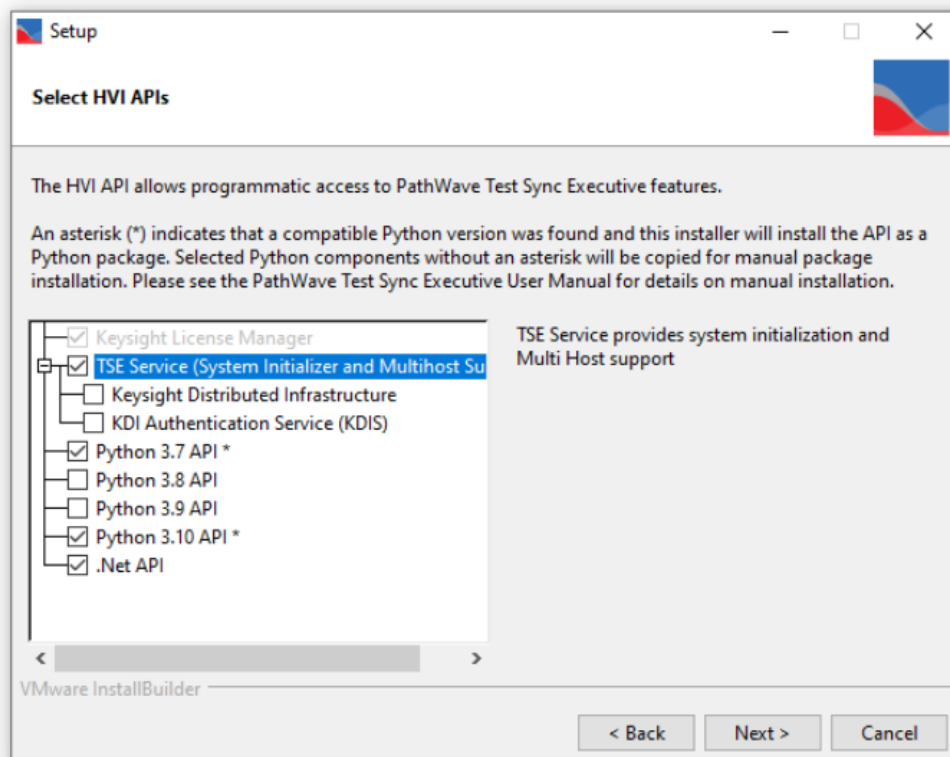 Setup
Select HVI APIs
The HVI API allows programmatic access to PathWave Test Sync Executive features.
An asterisk (*) indicates that a compatible Python version was found and this installer will install the API as a
Python package. Selected Python components without an asterisk will be copied for manual package
installation. Please see the PathWave Test Sync Executive User Manual for details on manual installation.
Keysight License Manager
TSE Service (System Initializer and Multihost Su
Keysight Distributed Infrastructure
KDI Authentication Service (KDIS)
Python 3.7 API *
Python 3.8 API
Python 3.9 API
Python 3.10 API *
.Net API
TSE Service provides system initialization and
Multi Host support
VMware InstallBuilder
< Back
Next >
Cancel